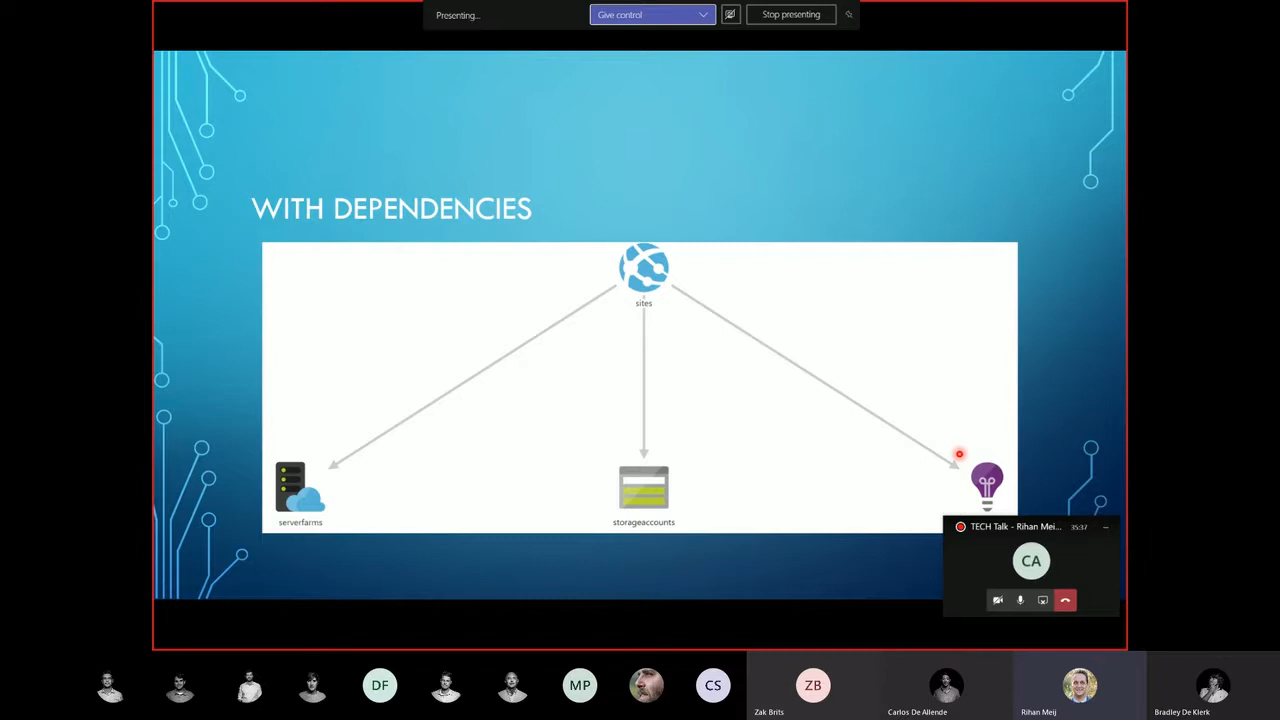 Presenting...
Give control
Stop presenting
WITH DEPENDENCIES
sites
serverfarms
storageaccounts
TECH Talk - Rihan Mei...
35:37
CA
DF
MP
CS
ZB
Zak Brits
Carlos De Allende
Rihan Meij
Bradley De Klerk